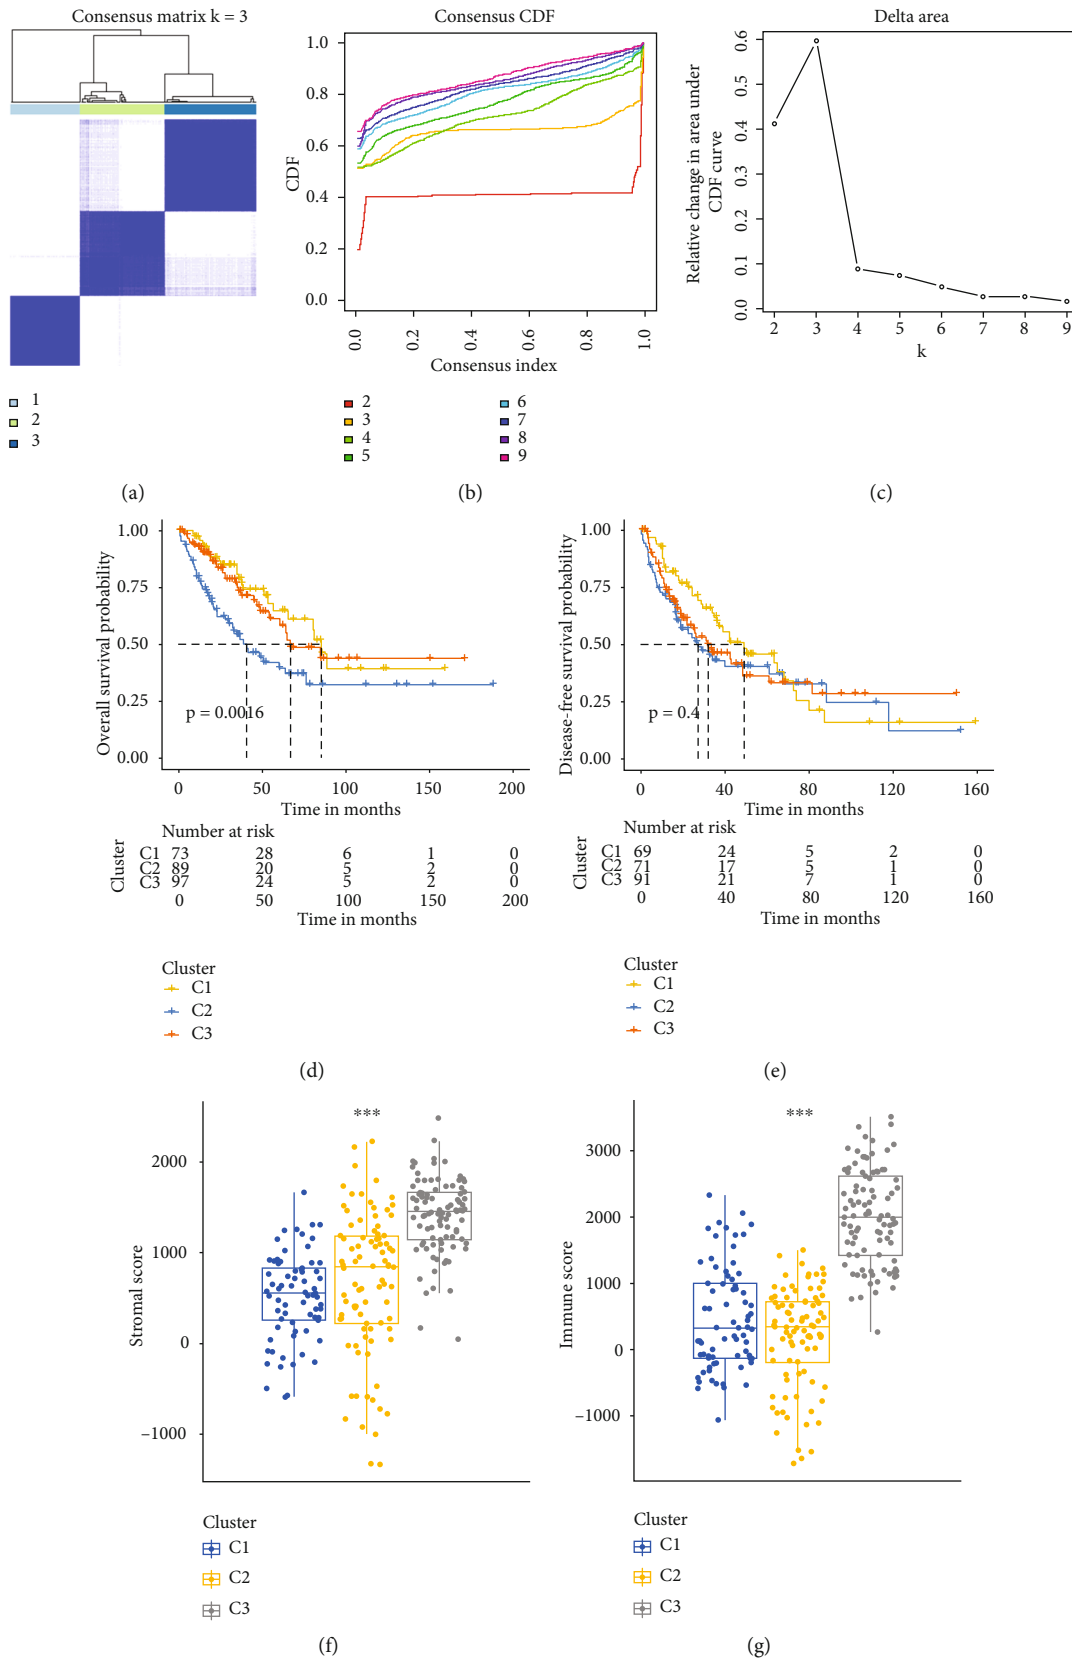 Consensus matrix k = 3
1
2
3
(a)
Consensus CDF
CDF
1.0
0.8
0.6
0.4
0.2
0.0
0.0
0.2
0.4
0.6
0.8
1.0
Consensus index
2
3
4
5
6
7
8
9
(b)
Delta area
Relative change in area under
CDF curve
0.6
0.5
0.4
0.3
0.2
0.1
0.0
2 3 4 5 6 7 8 9
k
(c)
Overall survival probability
1.00
0.75
0.50
0.25
0.00
p = 0.0016
0 50 100 150 200
Time in months
Number at risk
Cluster
C1 73 28 6 1 0
C2 89 20 5 2 0
C3 97 24 5 2 0
0 50 100 150 200
Time in months
Cluster
C1
C2
C3
(d)
Disease-free survival probability
1.00
0.75
0.50
0.25
0.00
p = 0.4
0 40 80 120 160
Time in months
Number at risk
Cluster
C1 69 24 5 2 0
C2 71 17 5 1 0
C3 91 21 7 1 0
0 40 80 120 160
Time in months
Cluster
C1
C2
C3
(e)
***
Stromal score
2000
1000
0
−1000
Cluster
C1
C2
C3
(f)
***
Immune score
3000
2000
1000
0
−1000
Cluster
C1
C2
C3
(g)